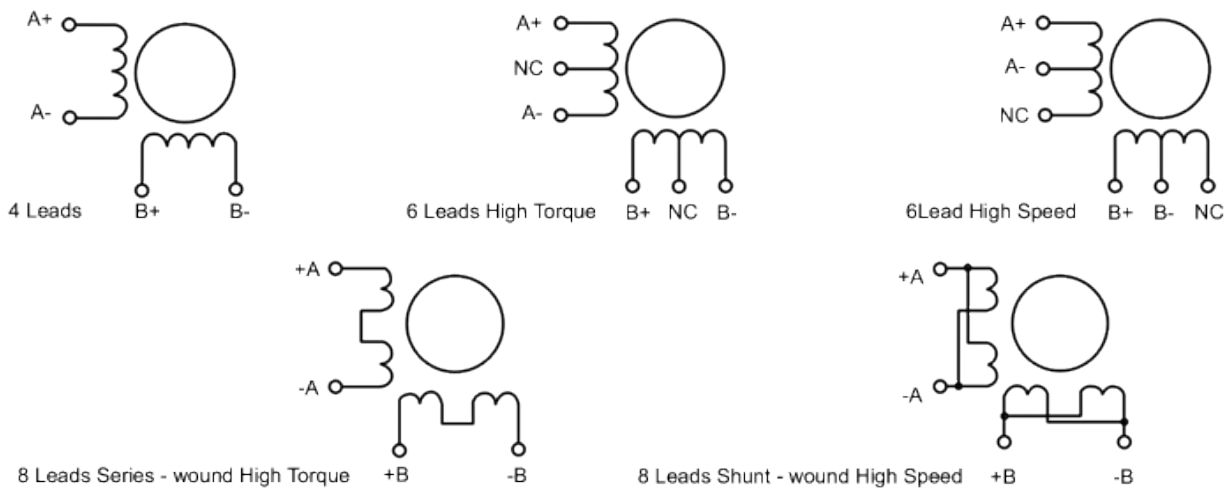 A+
A-
4 Leads
B+
B-
A+
NC
A-
6 Leads High Torque
B+
NC
B-
A+
A-
NC
6Lead High Speed
B+
B-
NC
+A
-A
8 Leads Series - wound High Torque
+B
-B
+A
-A
8 Leads Shunt - wound High Speed
+B
-B